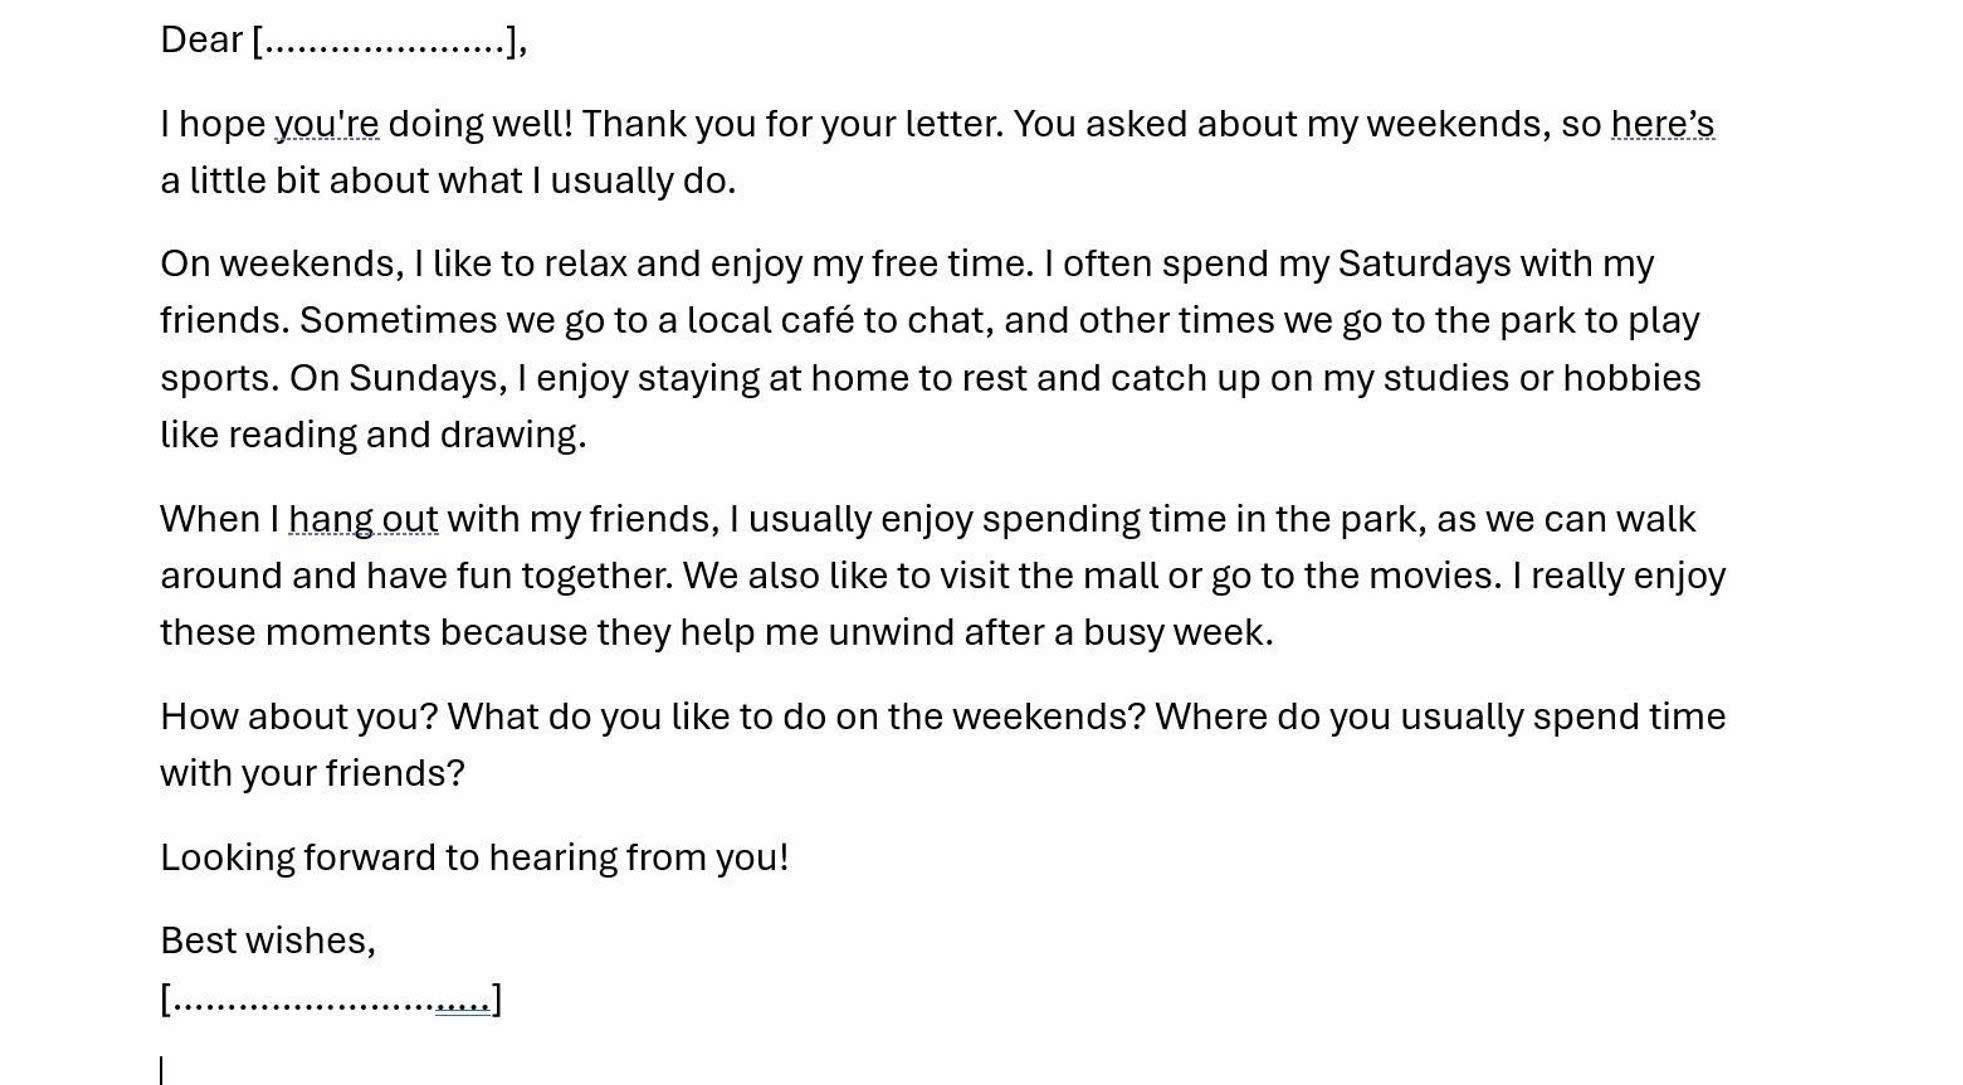 Dear [......................],
I hope you're doing well! Thank you for your letter. You asked about my weekends, so here’s
a little bit about what I usually do.
On weekends, I like to relax and enjoy my free time. I often spend my Saturdays with my
friends. Sometimes we go to a local café to chat, and other times we go to the park to play
sports. On Sundays, I enjoy staying at home to rest and catch up on my studies or hobbies
like reading and drawing.
When I hang out with my friends, I usually enjoy spending time in the park, as we can walk
around and have fun together. We also like to visit the mall or go to the movies. I really enjoy
these moments because they help me unwind after a busy week.
How about you? What do you like to do on the weekends? Where do you usually spend time
with your friends?
Looking forward to hearing from you!
Best wishes,
[.............................]